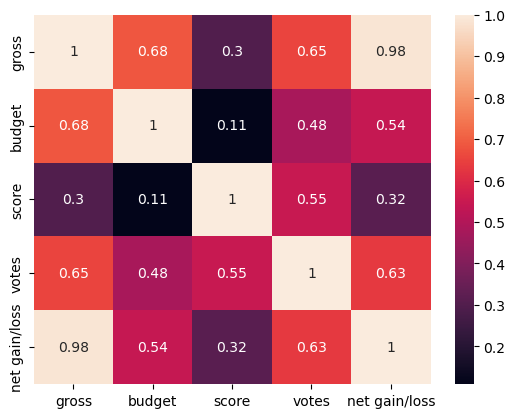 gross 1 0.68 0.3 0.65 0.98
budget 0.68 1 0.11 0.48 0.54
score 0.3 0.11 1 0.55 0.32
votes 0.65 0.48 0.55 1 0.63
net gain/loss 0.98 0.54 0.32 0.63 1
gross budget score votes net gain/loss
1.0
0.9
0.8
0.7
0.6
0.5
0.4
0.3
0.2